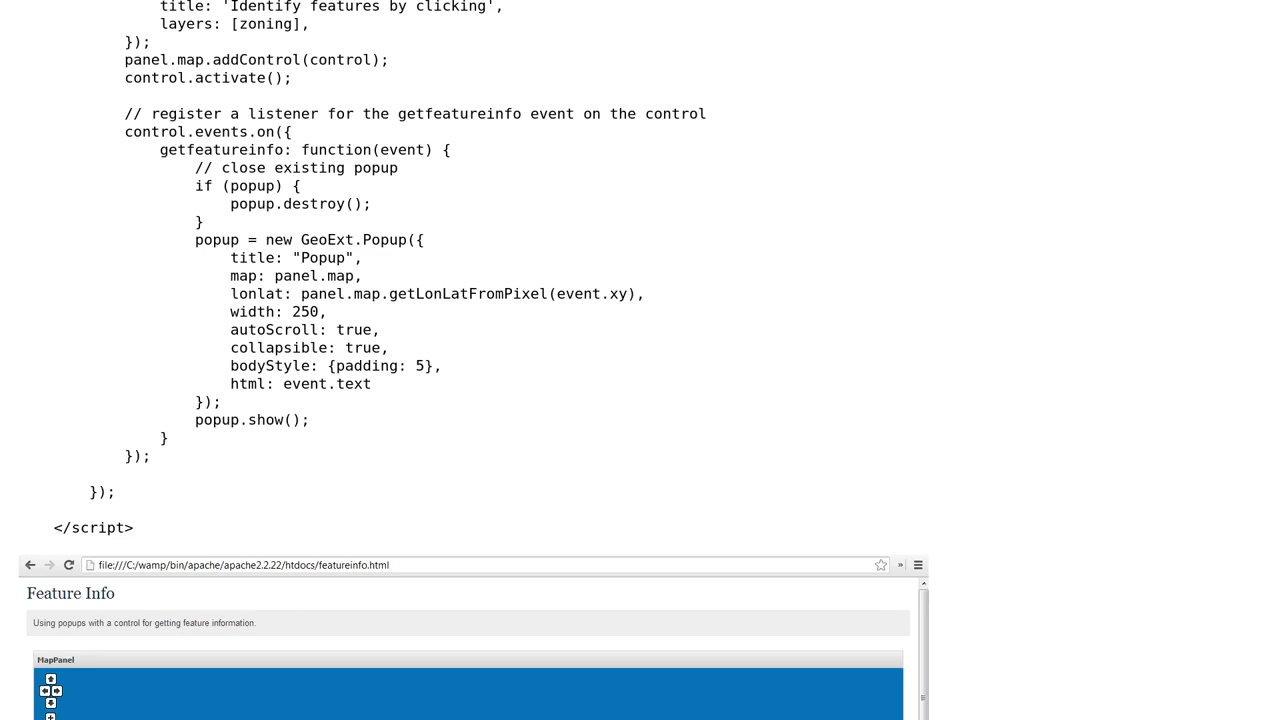 title: 'Identify features by clicking',
layers: [zoning],
});
panel.map.addControl(control);
control.activate();
// register a listener for the getfeatureinfo event on the control
control.events.on({
getfeatureinfo: function(event) {
// close existing popup
if (popup) {
popup.destroy();
}
popup = new GeoExt.Popup({
title: "Popup",
map: panel.map,
lonlat: panel.map.getLonLatFromPixel(event.xy),
width: 250,
autoScroll: true,
collapsible: true,
bodyStyle: {padding: 5},
html: event.text
});
popup.show();
}
});
});
</script>
file:///C:/wamp/bin/apache/apache2.2.22/htdocs/featureinfo.html
Feature Info
Using popups with a control for getting feature information.
MapPanel